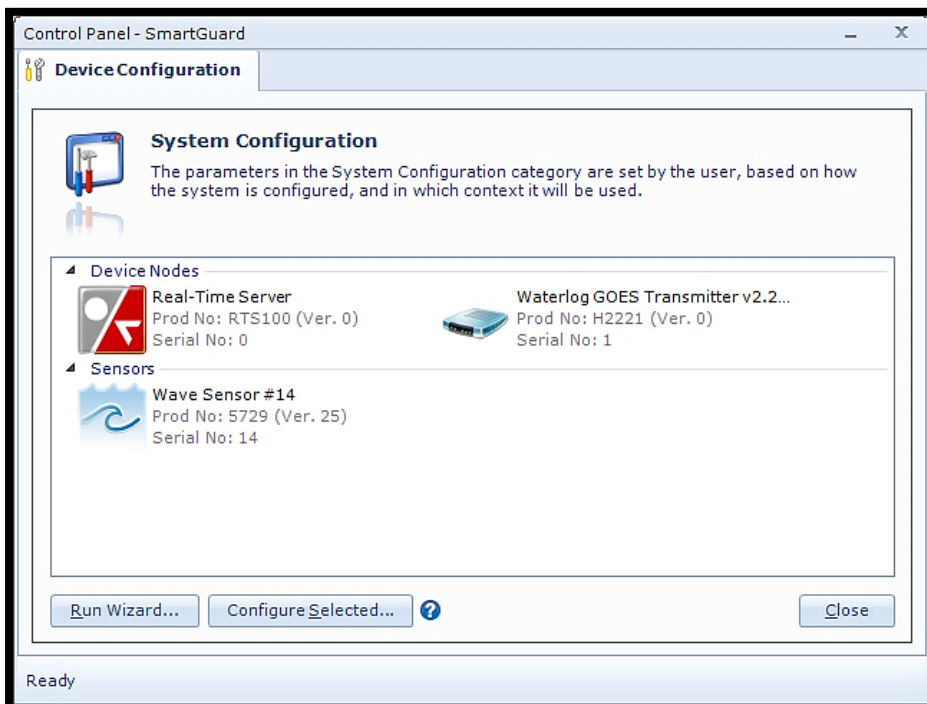 Control Panel - SmartGuard
Device Configuration
System Configuration
The parameters in the System Configuration category are set by the user, based on how
the system is configured, and in which context it will be used.
Device Nodes
Real-Time Server
Prod No: RTS100 (Ver. 0)
Serial No: 0
Waterlog GOES Transmitter v2.2...
Prod No: H2221 (Ver. 0)
Serial No: 1
Sensors
Wave Sensor #14
Prod No: 5729 (Ver. 25)
Serial No: 14
Run Wizard...
Configure Selected...
Close
Ready